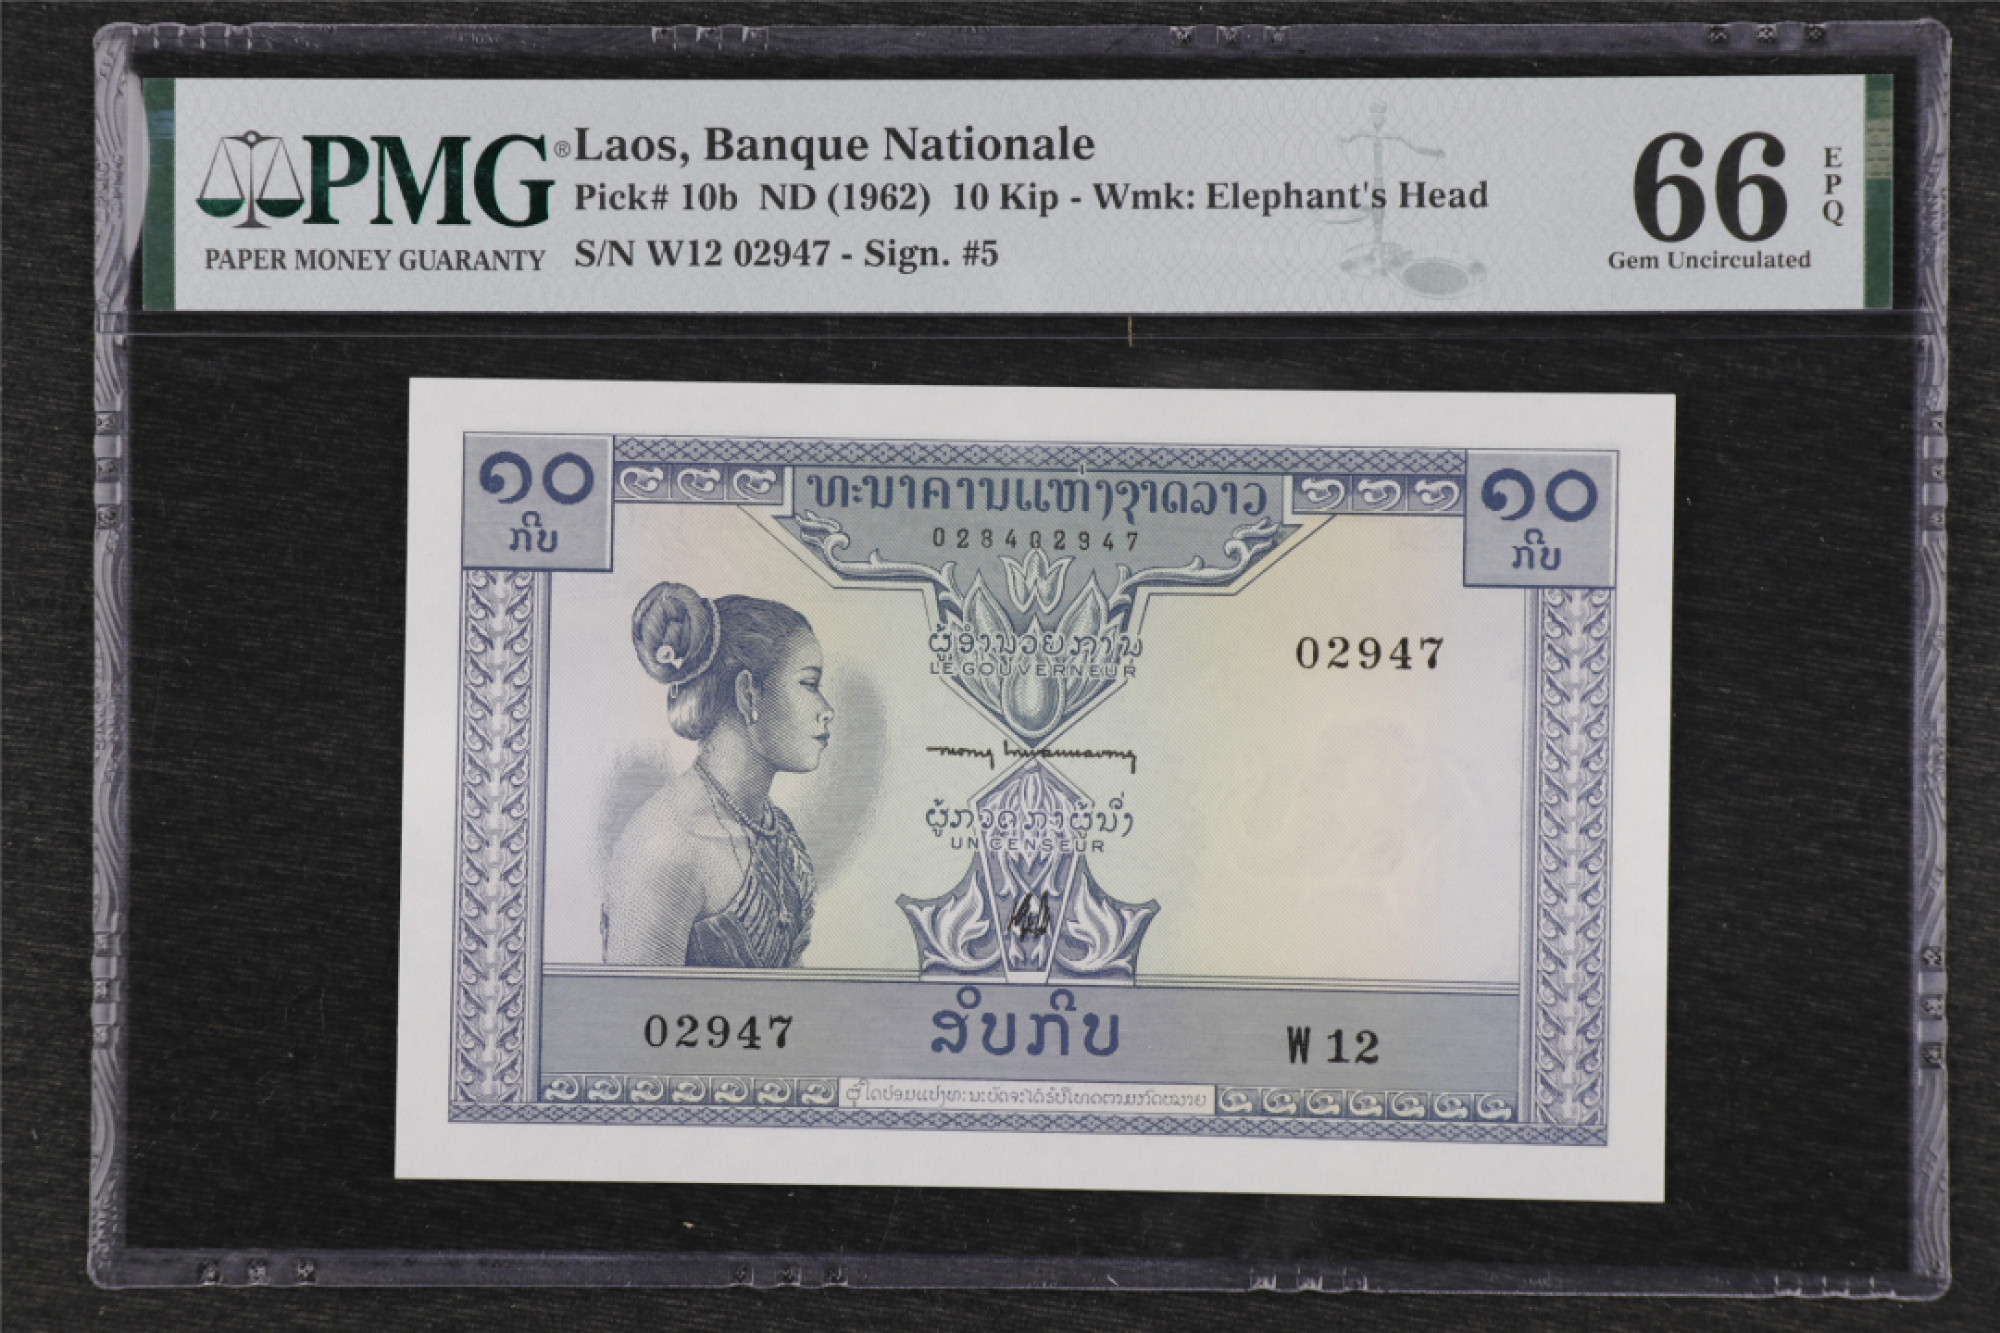 PMG®
PAPER MONEY GUARANTY
Laos, Banque Nationale
Pick# 10b ND (1962) 10 Kip - Wmk: Elephant's Head
S/N W12 02947 - Sign. #5
66
EPQ
Gem Uncirculated
໑໐
ກີບ
ທະນາຄານແຫ່ງຊາດລາວ
໑໐
ກີບ
028402947
ຜູ້ອຳນວຍການ
LE GOUVERNEUR
02947
ຜູ້ກວດກາຜູ້ນຶ່ງ
UN CENSEUR
02947
ສິບກີບ
W 12